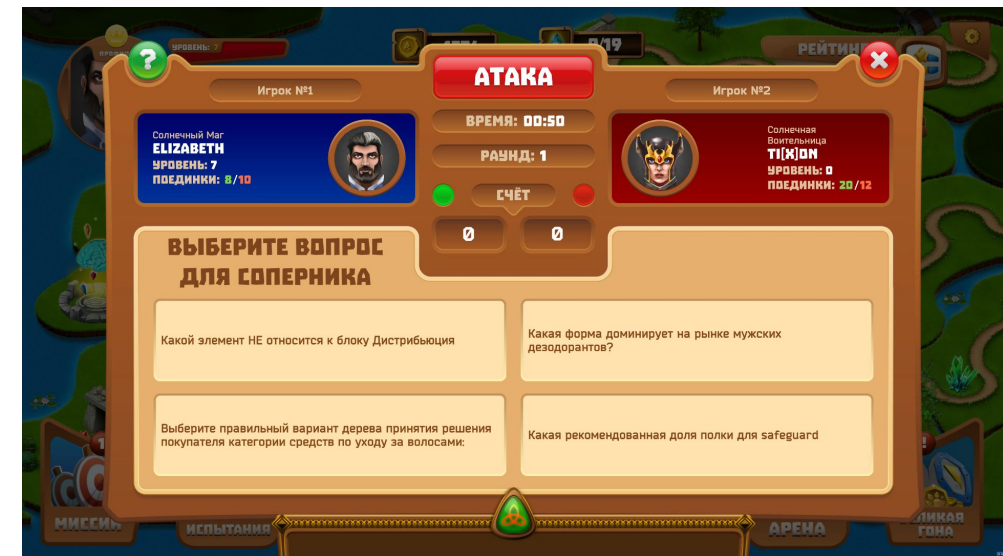 УРОВЕНЬ: 7
9/19
РЕЙТИН
?
АТАКА
Игрок №1
Игрок №2
ВРЕМЯ: 00:50
Солнечный Маг
ELIZABETH
УРОВЕНЬ: 7
ПОЕДИНКИ: 8/10
РАУНД: 1
Солнечная
Воительница
TI[X]ON
УРОВЕНЬ: 0
ПОЕДИНКИ: 20/12
СЧЁТ
0
0
ВЫБЕРИТЕ ВОПРОС
ДЛЯ СОПЕРНИКА
Какой элемент НЕ относится к блоку Дистрибьюция
Какая форма доминирует на рынке мужских
дезодорантов?
Выберите правильный вариант дерева принятия решения
покупателя категории средств по уходу за волосами:
Какая рекомендованная доля полки для safeguard
МИССИИ
ИСПЫТАНИЯ
АРЕНА
ГОНА